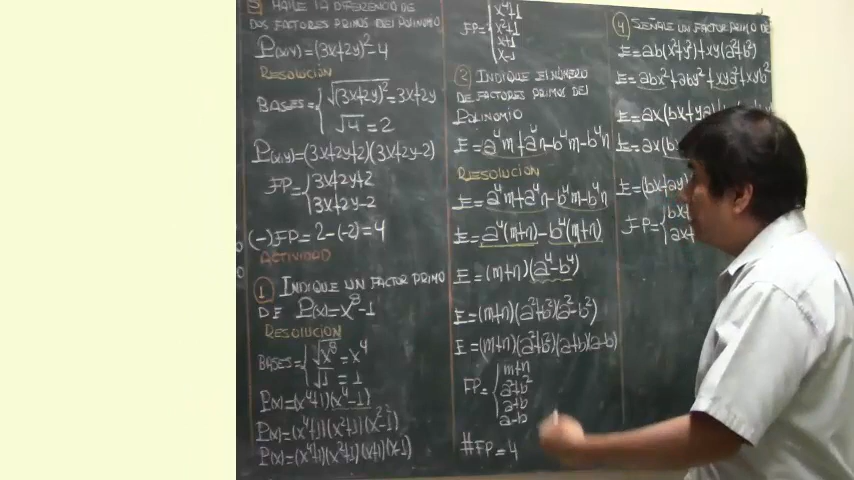 3 HALLE LA DIFERENCIA DE
DOS FACTORES PRIMOS DEL POLINOMIO
P(x,y)=(3x+2y)²-4
RESOLUCIÓN
BASES={ √(3x+2y)²=3x+2y
√4=2
P(x,y)=(3x+2y+2)(3x+2y-2)
FP={ 3x+2y+2
3x+2y-2
(-)FP=2-(-2)=4
ACTIVIDAD
1 INDIQUE UN FACTOR PRIMO
DE P(x)=x⁸-1
RESOLUCION
BASES={ √x⁸=x⁴
√1=1
P(x)=(x⁴+1)(x⁴-1)
P(x)=(x⁴+1)(x²+1)(x²-1²)
P(x)=(x⁴+1)(x²+1)(x+1)(x-1)
FP={ x⁴+1
x²+1
x+1
x-1
2 INDIQUE EL NÚMERO
DE FACTORES PRIMOS DEL
POLINOMIO
E=a⁴m+a⁴n-b⁴m-b⁴n
RESOLUCION
E=a⁴m+a⁴n-b⁴m-b⁴n
E=a⁴(m+n)-b⁴(m+n)
E=(m+n)(a⁴-b⁴)
E=(m+n)(a²+b²)(a²-b²)
E=(m+n)(a²+b²)(a+b)(a-b)
FP={ m+n
a²+b²
a+b
a-b
#FP=4
4 SEÑALE UN FACTOR PRIMO DE
E=ab(x²+y²)+xy(a²+b²)
E=abx²+aby²+xya²+xyb²
E=ax(bx+ya)+
E=ax(b
E=(bx+ay)
FP={ bx+
ax+